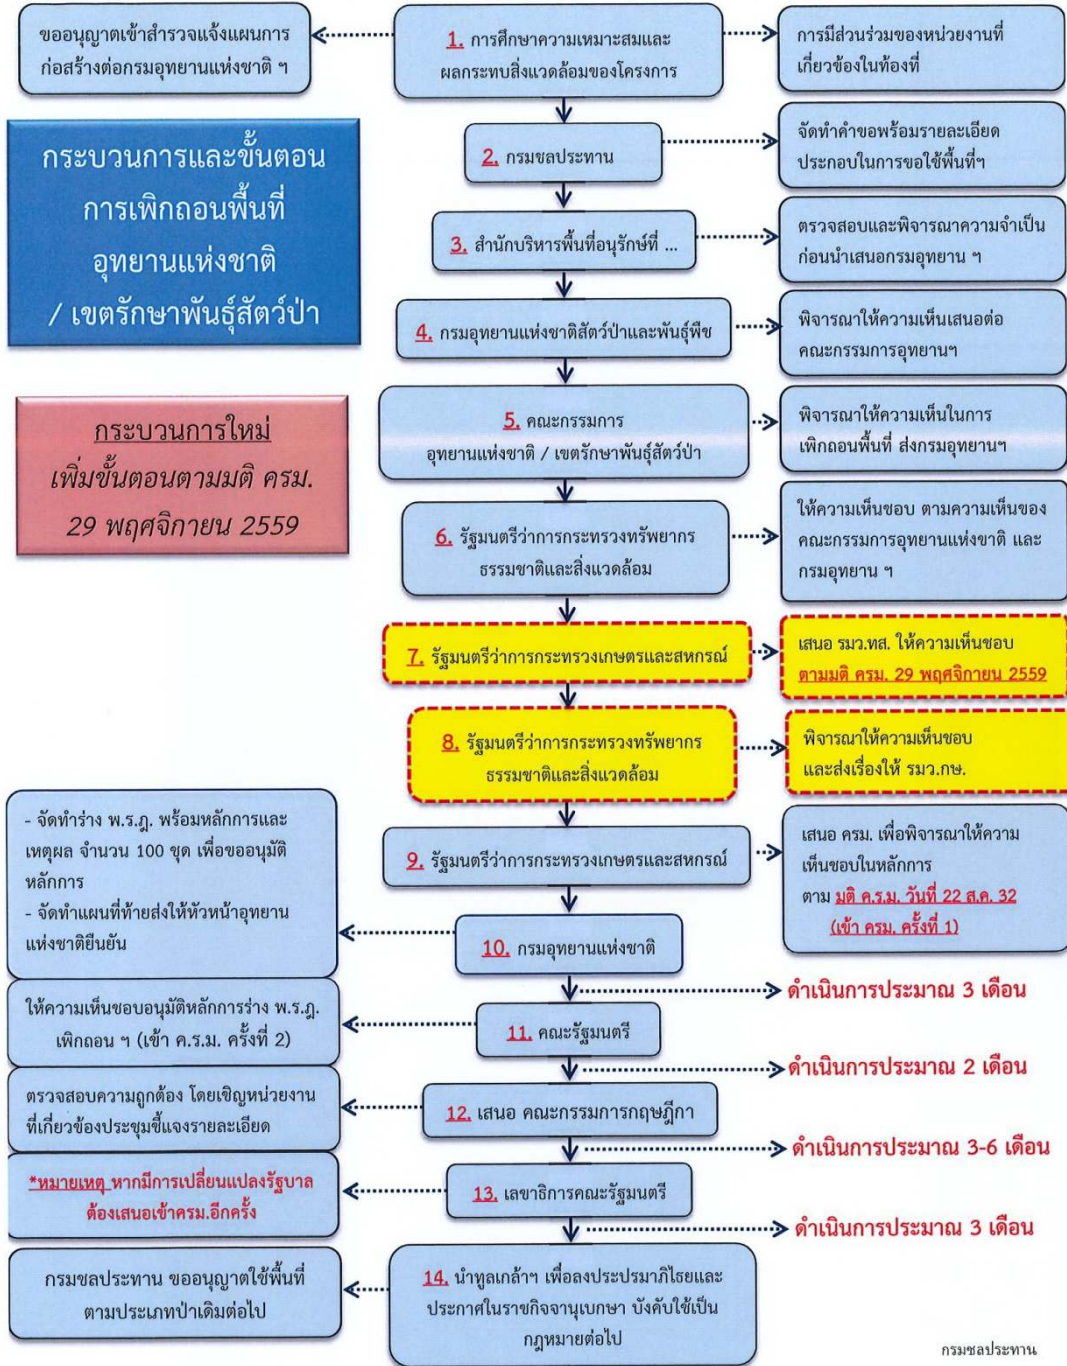 ขออนุญาตเข้าสำรวจแจ้งแผนการ
ก่อสร้างต่อกรมอุทยานแห่งชาติ ฯ
1. การศึกษาความเหมาะสมและ
ผลกระทบสิ่งแวดล้อมของโครงการ
การมีส่วนร่วมของหน่วยงานที่
เกี่ยวข้องในท้องที่
กระบวนการและขั้นตอน
การเพิกถอนพื้นที่
อุทยานแห่งชาติ
/ เขตรักษาพันธุ์สัตว์ป่า
2. กรมชลประทาน
จัดทำคำขอพร้อมรายละเอียด
ประกอบในการขอใช้พื้นที่ฯ
3. สำนักบริหารพื้นที่อนุรักษ์ที่ ...
ตรวจสอบและพิจารณาความจำเป็น
ก่อนนำเสนอกรมอุทยาน ฯ
4. กรมอุทยานแห่งชาติสัตว์ป่าและพันธุ์พืช
พิจารณาให้ความเห็นเสนอต่อ
คณะกรรมการอุทยานฯ
กระบวนการใหม่
เพิ่มขั้นตอนตามมติ ครม.
29 พฤศจิกายน 2559
5. คณะกรรมการ
อุทยานแห่งชาติ / เขตรักษาพันธุ์สัตว์ป่า
พิจารณาให้ความเห็นในการ
เพิกถอนพื้นที่ ส่งกรมอุทยานฯ
6. รัฐมนตรีว่าการกระทรวงทรัพยากร
ธรรมชาติและสิ่งแวดล้อม
ให้ความเห็นชอบ ตามความเห็นของ
คณะกรรมการอุทยานแห่งขาติ และ
กรมอุทยาน ฯ
7. รัฐมนตรีว่าการกระทรวงเกษตรและสหกรณ์
เสนอ รมว.ทส. ให้ความเห็นชอบ
ตามมติ ครม. 29 พฤศจิกายน 2559
8. รัฐมนตรีว่าการกระทรวงทรัพยากร
ธรรมชาติและสิ่งแวดล้อม
พิจารณาให้ความเห็นชอบ
และส่งเรื่องให้ รมว.กษ.
9. รัฐมนตรีว่าการกระทรวงเกษตรและสหกรณ์
เสนอ ครม. เพื่อพิจารณาให้ความ
เห็นชอบในหลักการ
ตาม มติ ค.ร.ม. วันที่ 22 ส.ค. 32
(เข้า ครม. ครั้งที่ 1)
- จัดทำร่าง พ.ร.ฎ. พร้อมหลักการและ
เหตุผล จำนวน 100 ชุด เพื่อขออนุมัติ
หลักการ
- จัดทำแผนที่ท้ายส่งให้หัวหน้าอุทยาน
แห่งชาติยืนยัน
10. กรมอุทยานแห่งชาติ
ดำเนินการประมาณ 3 เดือน
ให้ความเห็นชอบอนุมัติหลักการร่าง พ.ร.ฎ.
เพิกถอน ฯ (เข้า ค.ร.ม. ครั้งที่ 2)
11. คณะรัฐมนตรี
ดำเนินการประมาณ 2 เดือน
ตรวจสอบความถูกต้อง โดยเชิญหน่วยงาน
ที่เกี่ยวข้องประชุมชี้แจงรายละเอียด
12. เสนอ คณะกรรมการกฤษฎีกา
ดำเนินการประมาณ 3-6 เดือน
*หมายเหตุ หากมีการเปลี่ยนแปลงรัฐบาล
ต้องเสนอเข้าครม.อีกครั้ง
13. เลขาธิการคณะรัฐมนตรี
ดำเนินการประมาณ 3 เดือน
กรมชลประทาน ขออนุญาตใช้พื้นที่
ตามประเภทป่าเดิมต่อไป
14. นำทูลเกล้าฯ เพื่อลงประปรมาภิไธยและ
ประกาศในราชกิจจานุเบกษา บังคับใช้เป็น
กฎหมายต่อไป
กรมชลประทาน